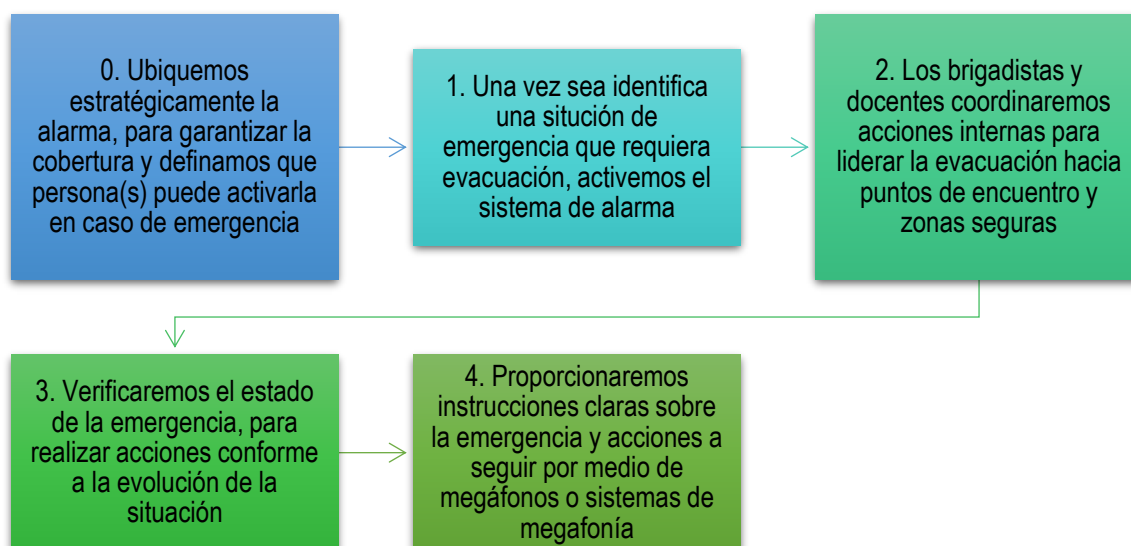 0. Ubiquemos
estratégicamente la
alarma, para garantizar la
cobertura y definamos que
persona(s) puede activarla
en caso de emergencia
1. Una vez sea identifica
una situción de
emergencia que requiera
evacuación, activemos el
sistema de alarma
2. Los brigadistas y
docentes coordinaremos
acciones internas para
liderar la evacuación hacia
puntos de encuentro y
zonas seguras
3. Verificaremos el estado
de la emergencia, para
realizar acciones conforme
a la evolución de la
situación
4. Proporcionaremos
instrucciones claras sobre
la emergencia y acciones a
seguir por medio de
megáfonos o sistemas de
megafonía